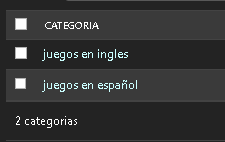 CATEGORIA
juegos en ingles
juegos en español
2 categorias